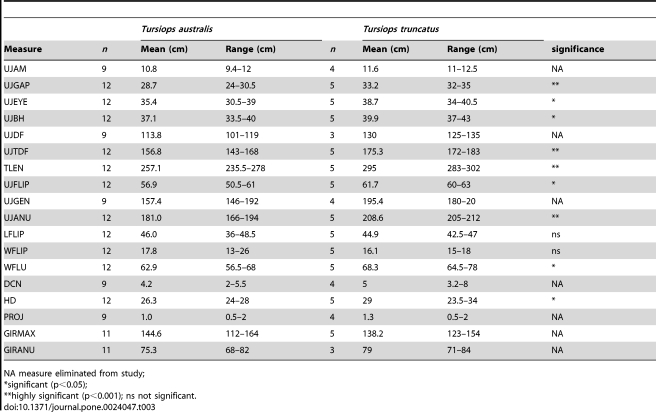 Tursiops australis Tursiops truncatus
Measure n Mean (cm) Range (cm) n Mean (cm) Range (cm) significance
UJAM 9 10.8 9.4–12 4 11.6 11–12.5 NA
UJGAP 12 28.7 24–30.5 5 33.2 32–35 **
UJEYE 12 35.4 30.5–39 5 38.7 34–40.5 *
UJBH 12 37.1 33.5–40 5 39.9 37–43 *
UJDF 9 113.8 101–119 3 130 125–135 NA
UJTDF 12 156.8 143–168 5 175.3 172–183 **
TLEN 12 257.1 235.5–278 5 295 283–302 **
UJFLIP 12 56.9 50.5–61 5 61.7 60–63 *
UJGEN 9 157.4 146–192 4 195.4 180–20 NA
UJANU 12 181.0 166–194 5 208.6 205–212 **
LFLIP 12 46.0 36–48.5 5 44.9 42.5–47 ns
WFLIP 12 17.8 13–26 5 16.1 15–18 ns
WFLU 12 62.9 56.5–68 5 68.3 64.5–78 *
DCN 9 4.2 2–5.5 4 5 3.2–8 NA
HD 12 26.3 24–28 5 29 23.5–34 *
PROJ 9 1.0 0.5–2 4 1.3 0.5–2 NA
GIRMAX 11 144.6 112–164 5 138.2 123–154 NA
GIRANU 11 75.3 68–82 3 79 71–84 NA
NA measure eliminated from study;
*significant (p<0.05);
**highly significant (p<0.001); ns not significant.
doi:10.1371/journal.pone.0024047.t003